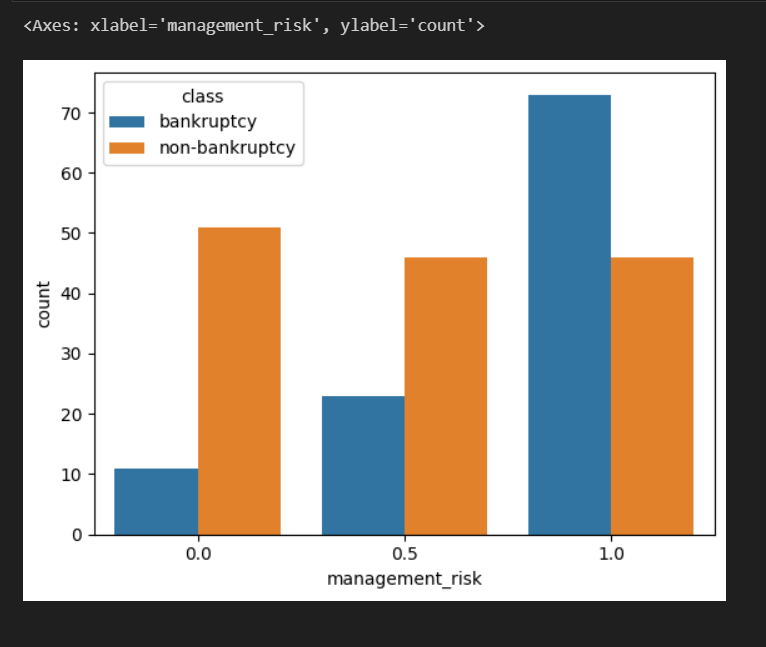 <Axes: xlabel='management_risk', ylabel='count'>
class
bankruptcy
non-bankruptcy
70
60
50
40
30
20
10
0
count
0.0 0.5 1.0
management_risk